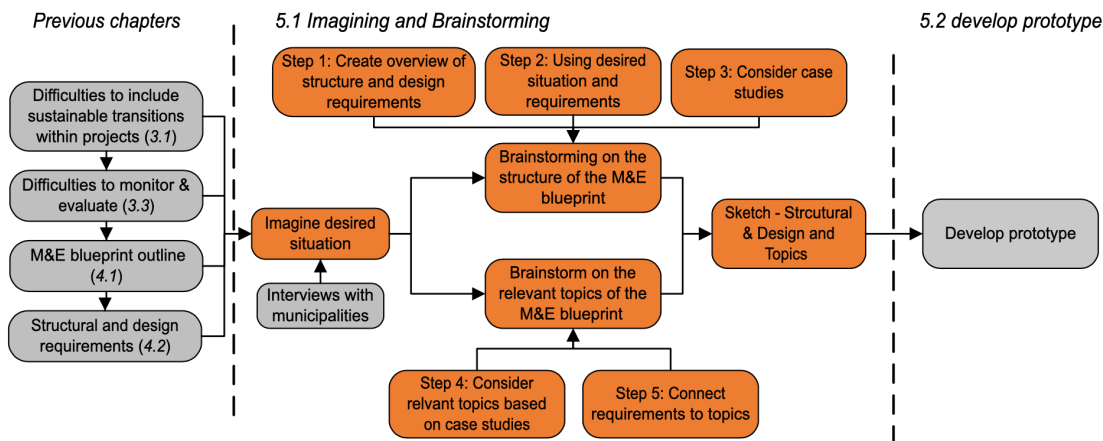 Previous chapters
5.1 Imagining and Brainstorming
5.2 develop prototype
Difficulties to include
sustainable transitions
within projects (3.1)
Difficulties to monitor &
evaluate (3.3)
M&E blueprint outline
(4.1)
Structural and design
requirements (4.2)
Imagine desired
situation
Interviews with
municipalities
Step 1: Create overview of
structure and design
requirements
Step 2: Using desired
situation and
requirements
Step 3: Consider case
studies
Brainstorming on the
structure of the M&E
blueprint
Brainstorm on the
relevant topics of the
M&E blueprint
Step 4: Consider
relvant topics based
on case studies
Step 5: Connect
requirements to topics
Sketch - Strcutural
& Design and
Topics
Develop prototype